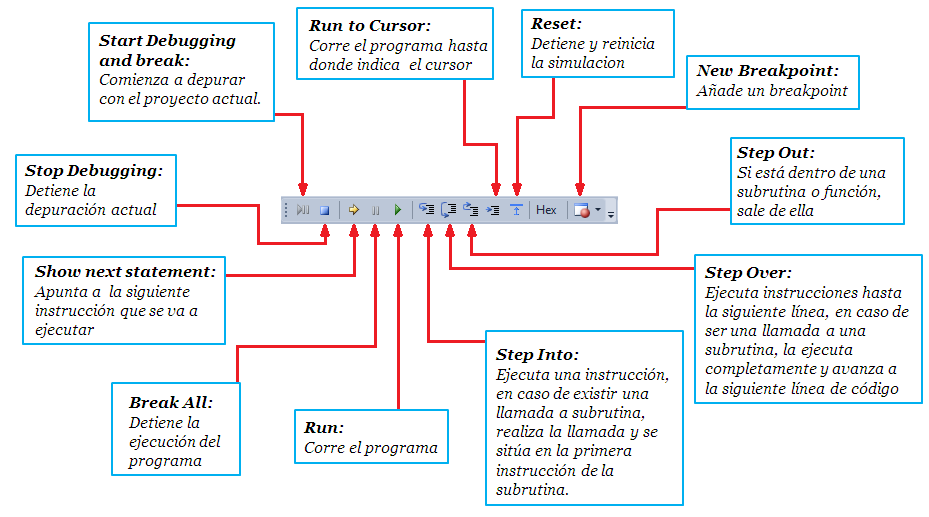 Start Debugging
and break:
Comienza a depurar
con el proyecto actual.
Run to Cursor:
Corre el programa hasta
donde indica el cursor
Reset:
Detiene y reinicia
la simulacion
New Breakpoint:
Añade un breakpoint
Stop Debugging:
Detiene la
depuración actual
Step Out:
Si está dentro de una
subrutina o función,
sale de ella
Hex
Show next statement:
Apunta a la siguiente
instrucción que se va a
ejecutar
Step Over:
Ejecuta instrucciones hasta
la siguiente línea, en caso de
ser una llamada a una
subrutina, la ejecuta
completamente y avanza a
la siguiente línea de código
Break All:
Detiene la
ejecución del
programa
Run:
Corre el programa
Step Into:
Ejecuta una instrucción,
en caso de existir una
llamada a subrutina,
realiza la llamada y se
sitúa en la primera
instrucción de la
subrutina.